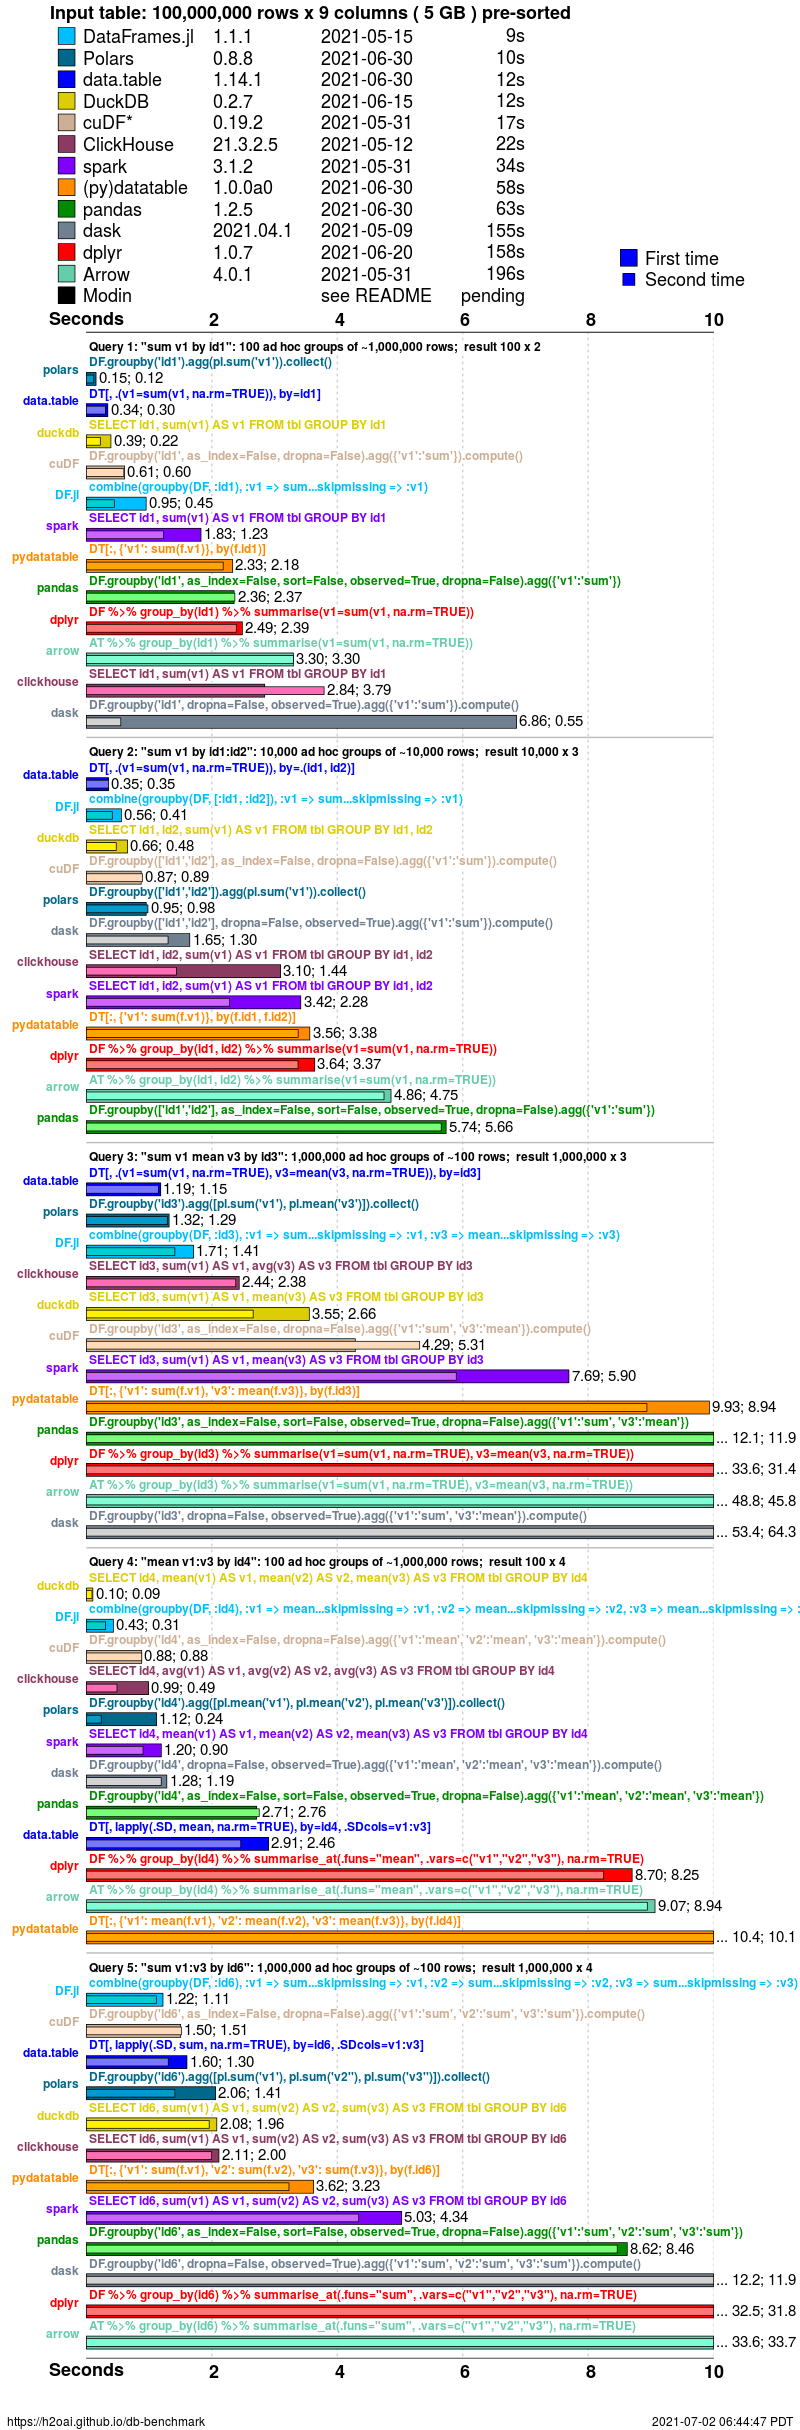 Input table: 100,000,000 rows x 9 columns ( 5 GB ) pre-sorted
DataFrames.jl 1.1.1 2021-05-15 9s
Polars 0.8.8 2021-06-30 10s
data.table 1.14.1 2021-06-30 12s
DuckDB 0.2.7 2021-06-15 12s
cuDF* 0.19.2 2021-05-31 17s
ClickHouse 21.3.2.5 2021-05-12 22s
spark 3.1.2 2021-05-31 34s
(py)datatable 1.0.0a0 2021-06-30 58s
pandas 1.2.5 2021-06-30 63s
dask 2021.04.1 2021-05-09 155s
dplyr 1.0.7 2021-06-20 158s
Arrow 4.0.1 2021-05-31 196s
Modin see README pending
First time
Second time
Seconds 2 4 6 8 10
Query 1: "sum v1 by id1": 100 ad hoc groups of ~1,000,000 rows;  result 100 x 2
DF.groupby('id1').agg(pl.sum('v1')).collect()
polars 0.15; 0.12
DT[, .(v1=sum(v1, na.rm=TRUE)), by=id1]
data.table 0.34; 0.30
SELECT id1, sum(v1) AS v1 FROM tbl GROUP BY id1
duckdb 0.39; 0.22
DF.groupby('id1', as_index=False, dropna=False).agg({'v1':'sum'}).compute()
cuDF 0.61; 0.60
combine(groupby(DF, :id1), :v1 => sum...skipmissing => :v1)
DF.jl 0.95; 0.45
SELECT id1, sum(v1) AS v1 FROM tbl GROUP BY id1
spark 1.83; 1.23
DT[:, {'v1': sum(f.v1)}, by(f.id1)]
pydatatable 2.33; 2.18
DF.groupby('id1', as_index=False, sort=False, observed=True, dropna=False).agg({'v1':'sum'})
pandas 2.36; 2.37
DF %>% group_by(id1) %>% summarise(v1=sum(v1, na.rm=TRUE))
dplyr 2.49; 2.39
AT %>% group_by(id1) %>% summarise(v1=sum(v1, na.rm=TRUE))
arrow 3.30; 3.30
SELECT id1, sum(v1) AS v1 FROM tbl GROUP BY id1
clickhouse 2.84; 3.79
DF.groupby('id1', dropna=False, observed=True).agg({'v1':'sum'}).compute()
dask 6.86; 0.55
Query 2: "sum v1 by id1:id2": 10,000 ad hoc groups of ~10,000 rows;  result 10,000 x 3
DT[, .(v1=sum(v1, na.rm=TRUE)), by=.(id1, id2)]
data.table 0.35; 0.35
combine(groupby(DF, [:id1, :id2]), :v1 => sum...skipmissing => :v1)
DF.jl 0.56; 0.41
SELECT id1, id2, sum(v1) AS v1 FROM tbl GROUP BY id1, id2
duckdb 0.66; 0.48
DF.groupby(['id1','id2'], as_index=False, dropna=False).agg({'v1':'sum'}).compute()
cuDF 0.87; 0.89
DF.groupby(['id1','id2']).agg(pl.sum('v1')).collect()
polars 0.95; 0.98
DF.groupby(['id1','id2'], dropna=False, observed=True).agg({'v1':'sum'}).compute()
dask 1.65; 1.30
SELECT id1, id2, sum(v1) AS v1 FROM tbl GROUP BY id1, id2
clickhouse 3.10; 1.44
SELECT id1, id2, sum(v1) AS v1 FROM tbl GROUP BY id1, id2
spark 3.42; 2.28
DT[:, {'v1': sum(f.v1)}, by(f.id1, f.id2)]
pydatatable 3.56; 3.38
DF %>% group_by(id1, id2) %>% summarise(v1=sum(v1, na.rm=TRUE))
dplyr 3.64; 3.37
AT %>% group_by(id1, id2) %>% summarise(v1=sum(v1, na.rm=TRUE))
arrow 4.86; 4.75
DF.groupby(['id1','id2'], as_index=False, sort=False, observed=True, dropna=False).agg({'v1':'sum'})
pandas 5.74; 5.66
Query 3: "sum v1 mean v3 by id3": 1,000,000 ad hoc groups of ~100 rows;  result 1,000,000 x 3
DT[, .(v1=sum(v1, na.rm=TRUE), v3=mean(v3, na.rm=TRUE)), by=id3]
data.table 1.19; 1.15
DF.groupby('id3').agg([pl.sum('v1'), pl.mean('v3')]).collect()
polars 1.32; 1.29
combine(groupby(DF, :id3), :v1 => sum...skipmissing => :v1, :v3 => mean...skipmissing => :v3)
DF.jl 1.71; 1.41
SELECT id3, sum(v1) AS v1, avg(v3) AS v3 FROM tbl GROUP BY id3
clickhouse 2.44; 2.38
SELECT id3, sum(v1) AS v1, mean(v3) AS v3 FROM tbl GROUP BY id3
duckdb 3.55; 2.66
DF.groupby('id3', as_index=False, dropna=False).agg({'v1':'sum', 'v3':'mean'}).compute()
cuDF 4.29; 5.31
SELECT id3, sum(v1) AS v1, mean(v3) AS v3 FROM tbl GROUP BY id3
spark 7.69; 5.90
DT[:, {'v1': sum(f.v1), 'v3': mean(f.v3)}, by(f.id3)]
pydatatable 9.93; 8.94
DF.groupby('id3', as_index=False, sort=False, observed=True, dropna=False).agg({'v1':'sum', 'v3':'mean'})
pandas ... 12.1; 11.9
DF %>% group_by(id3) %>% summarise(v1=sum(v1, na.rm=TRUE), v3=mean(v3, na.rm=TRUE))
dplyr ... 33.6; 31.4
AT %>% group_by(id3) %>% summarise(v1=sum(v1, na.rm=TRUE), v3=mean(v3, na.rm=TRUE))
arrow ... 48.8; 45.8
DF.groupby('id3', dropna=False, observed=True).agg({'v1':'sum', 'v3':'mean'}).compute()
dask ... 53.4; 64.3
Query 4: "mean v1:v3 by id4": 100 ad hoc groups of ~1,000,000 rows;  result 100 x 4
SELECT id4, mean(v1) AS v1, mean(v2) AS v2, mean(v3) AS v3 FROM tbl GROUP BY id4
duckdb 0.10; 0.09
combine(groupby(DF, :id4), :v1 => mean...skipmissing => :v1, :v2 => mean...skipmissing => :v2, :v3 => mean...skipmissing => :
DF.jl 0.43; 0.31
DF.groupby('id4', as_index=False, dropna=False).agg({'v1':'mean', 'v2':'mean', 'v3':'mean'}).compute()
cuDF 0.88; 0.88
SELECT id4, avg(v1) AS v1, avg(v2) AS v2, avg(v3) AS v3 FROM tbl GROUP BY id4
clickhouse 0.99; 0.49
DF.groupby('id4').agg([pl.mean('v1'), pl.mean('v2'), pl.mean('v3')]).collect()
polars 1.12; 0.24
SELECT id4, mean(v1) AS v1, mean(v2) AS v2, mean(v3) AS v3 FROM tbl GROUP BY id4
spark 1.20; 0.90
DF.groupby('id4', dropna=False, observed=True).agg({'v1':'mean', 'v2':'mean', 'v3':'mean'}).compute()
dask 1.28; 1.19
DF.groupby('id4', as_index=False, sort=False, observed=True, dropna=False).agg({'v1':'mean', 'v2':'mean', 'v3':'mean'})
pandas 2.71; 2.76
DT[, lapply(.SD, mean, na.rm=TRUE), by=id4, .SDcols=v1:v3]
data.table 2.91; 2.46
DF %>% group_by(id4) %>% summarise_at(.funs="mean", .vars=c("v1","v2","v3"), na.rm=TRUE)
dplyr 8.70; 8.25
AT %>% group_by(id4) %>% summarise_at(.funs="mean", .vars=c("v1","v2","v3"), na.rm=TRUE)
arrow 9.07; 8.94
DT[:, {'v1': mean(f.v1), 'v2': mean(f.v2), 'v3': mean(f.v3)}, by(f.id4)]
pydatatable ... 10.4; 10.1
Query 5: "sum v1:v3 by id6": 1,000,000 ad hoc groups of ~100 rows;  result 1,000,000 x 4
combine(groupby(DF, :id6), :v1 => sum...skipmissing => :v1, :v2 => sum...skipmissing => :v2, :v3 => sum...skipmissing => :v3)
DF.jl 1.22; 1.11
DF.groupby('id6', as_index=False, dropna=False).agg({'v1':'sum', 'v2':'sum', 'v3':'sum'}).compute()
cuDF 1.50; 1.51
DT[, lapply(.SD, sum, na.rm=TRUE), by=id6, .SDcols=v1:v3]
data.table 1.60; 1.30
DF.groupby('id6').agg([pl.sum('v1'), pl.sum('v2"), pl.sum('v3")]).collect()
polars 2.06; 1.41
SELECT id6, sum(v1) AS v1, sum(v2) AS v2, sum(v3) AS v3 FROM tbl GROUP BY id6
duckdb 2.08; 1.96
SELECT id6, sum(v1) AS v1, sum(v2) AS v2, sum(v3) AS v3 FROM tbl GROUP BY id6
clickhouse 2.11; 2.00
DT[:, {'v1': sum(f.v1), 'v2': sum(f.v2), 'v3': sum(f.v3)}, by(f.id6)]
pydatatable 3.62; 3.23
SELECT id6, sum(v1) AS v1, sum(v2) AS v2, sum(v3) AS v3 FROM tbl GROUP BY id6
spark 5.03; 4.34
DF.groupby('id6', as_index=False, sort=False, observed=True, dropna=False).agg({'v1':'sum', 'v2':'sum', 'v3':'sum'})
pandas 8.62; 8.46
DF.groupby('id6', dropna=False, observed=True).agg({'v1':'sum', 'v2':'sum', 'v3':'sum'}).compute()
dask ... 12.2; 11.9
DF %>% group_by(id6) %>% summarise_at(.funs="sum", .vars=c("v1","v2","v3"), na.rm=TRUE)
dplyr ... 32.5; 31.8
AT %>% group_by(id6) %>% summarise_at(.funs="sum", .vars=c("v1","v2","v3"), na.rm=TRUE)
arrow ... 33.6; 33.7
Seconds 2 4 6 8 10
https://h2oai.github.io/db-benchmark 2021-07-02 06:44:47 PDT